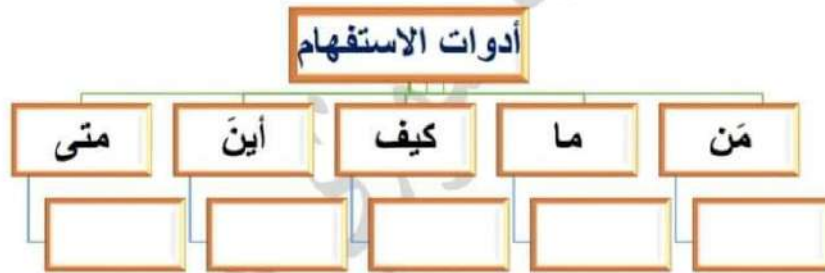 أدوات الاستفهام
مَن ما كيف أينَ متى